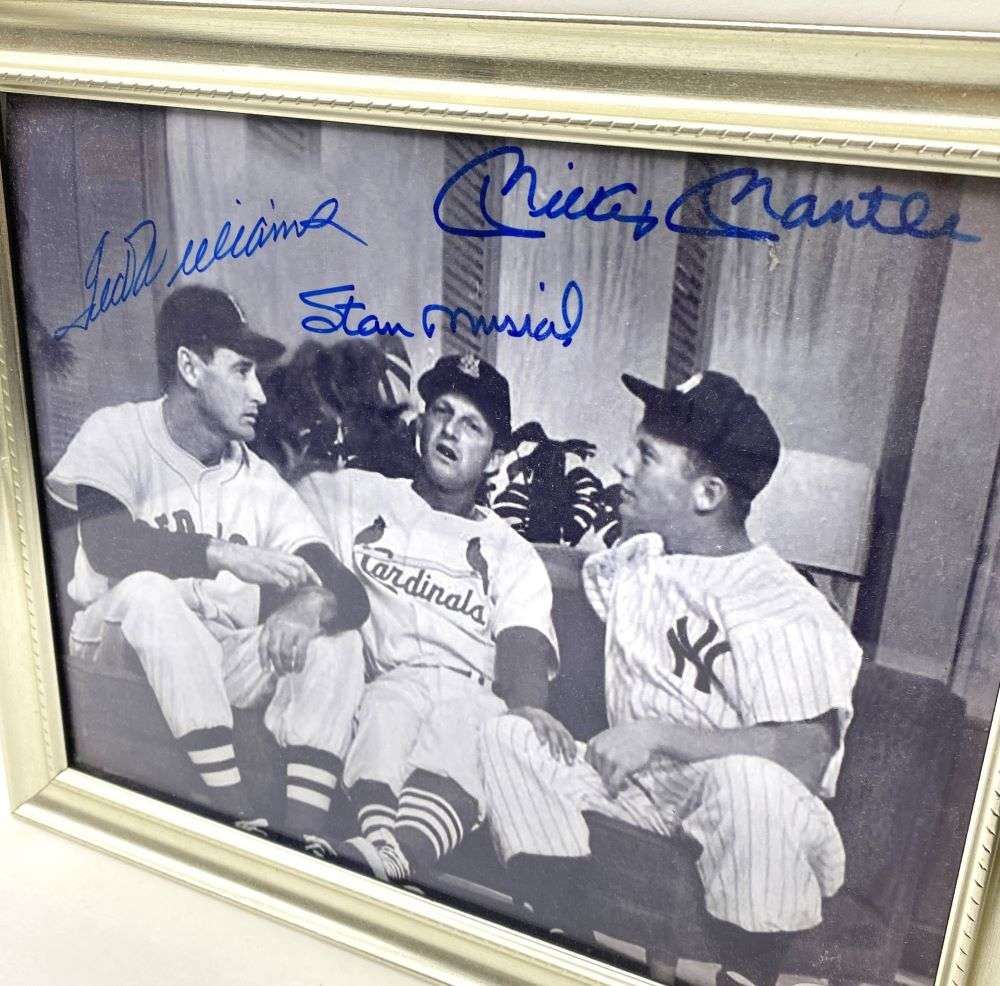 Mickey Mantle
Ted Williams
Stan Musial
Cardinals
NY